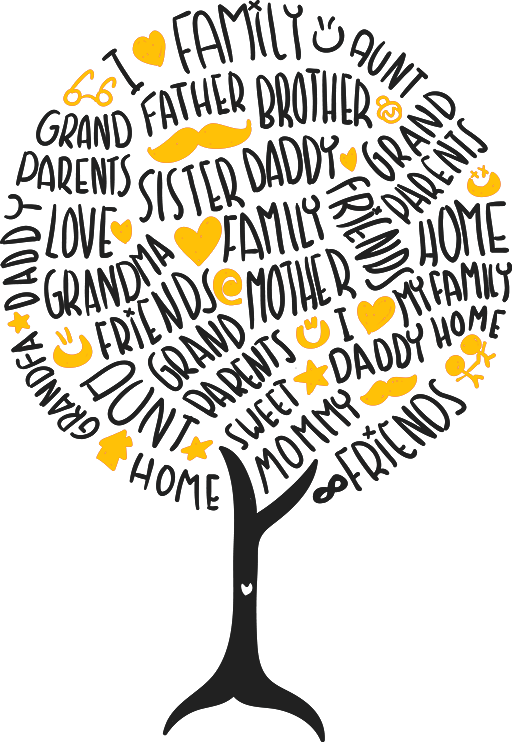 I FAMILY
AUNT
FATHER BROTHER
GRAND
PARENTS
GRAND
PARENTS
SISTER DADDY
FRIENDS
DADDY
LOVE
FAMILY
HOME
GRANDMA
MOTHER
MY FAMILY
FRIENDS
GRAND
PARENTS
I
HOME
DADDY
GRANDFA
AUNT
SWEET
MOMMY
FRIENDS
HOME